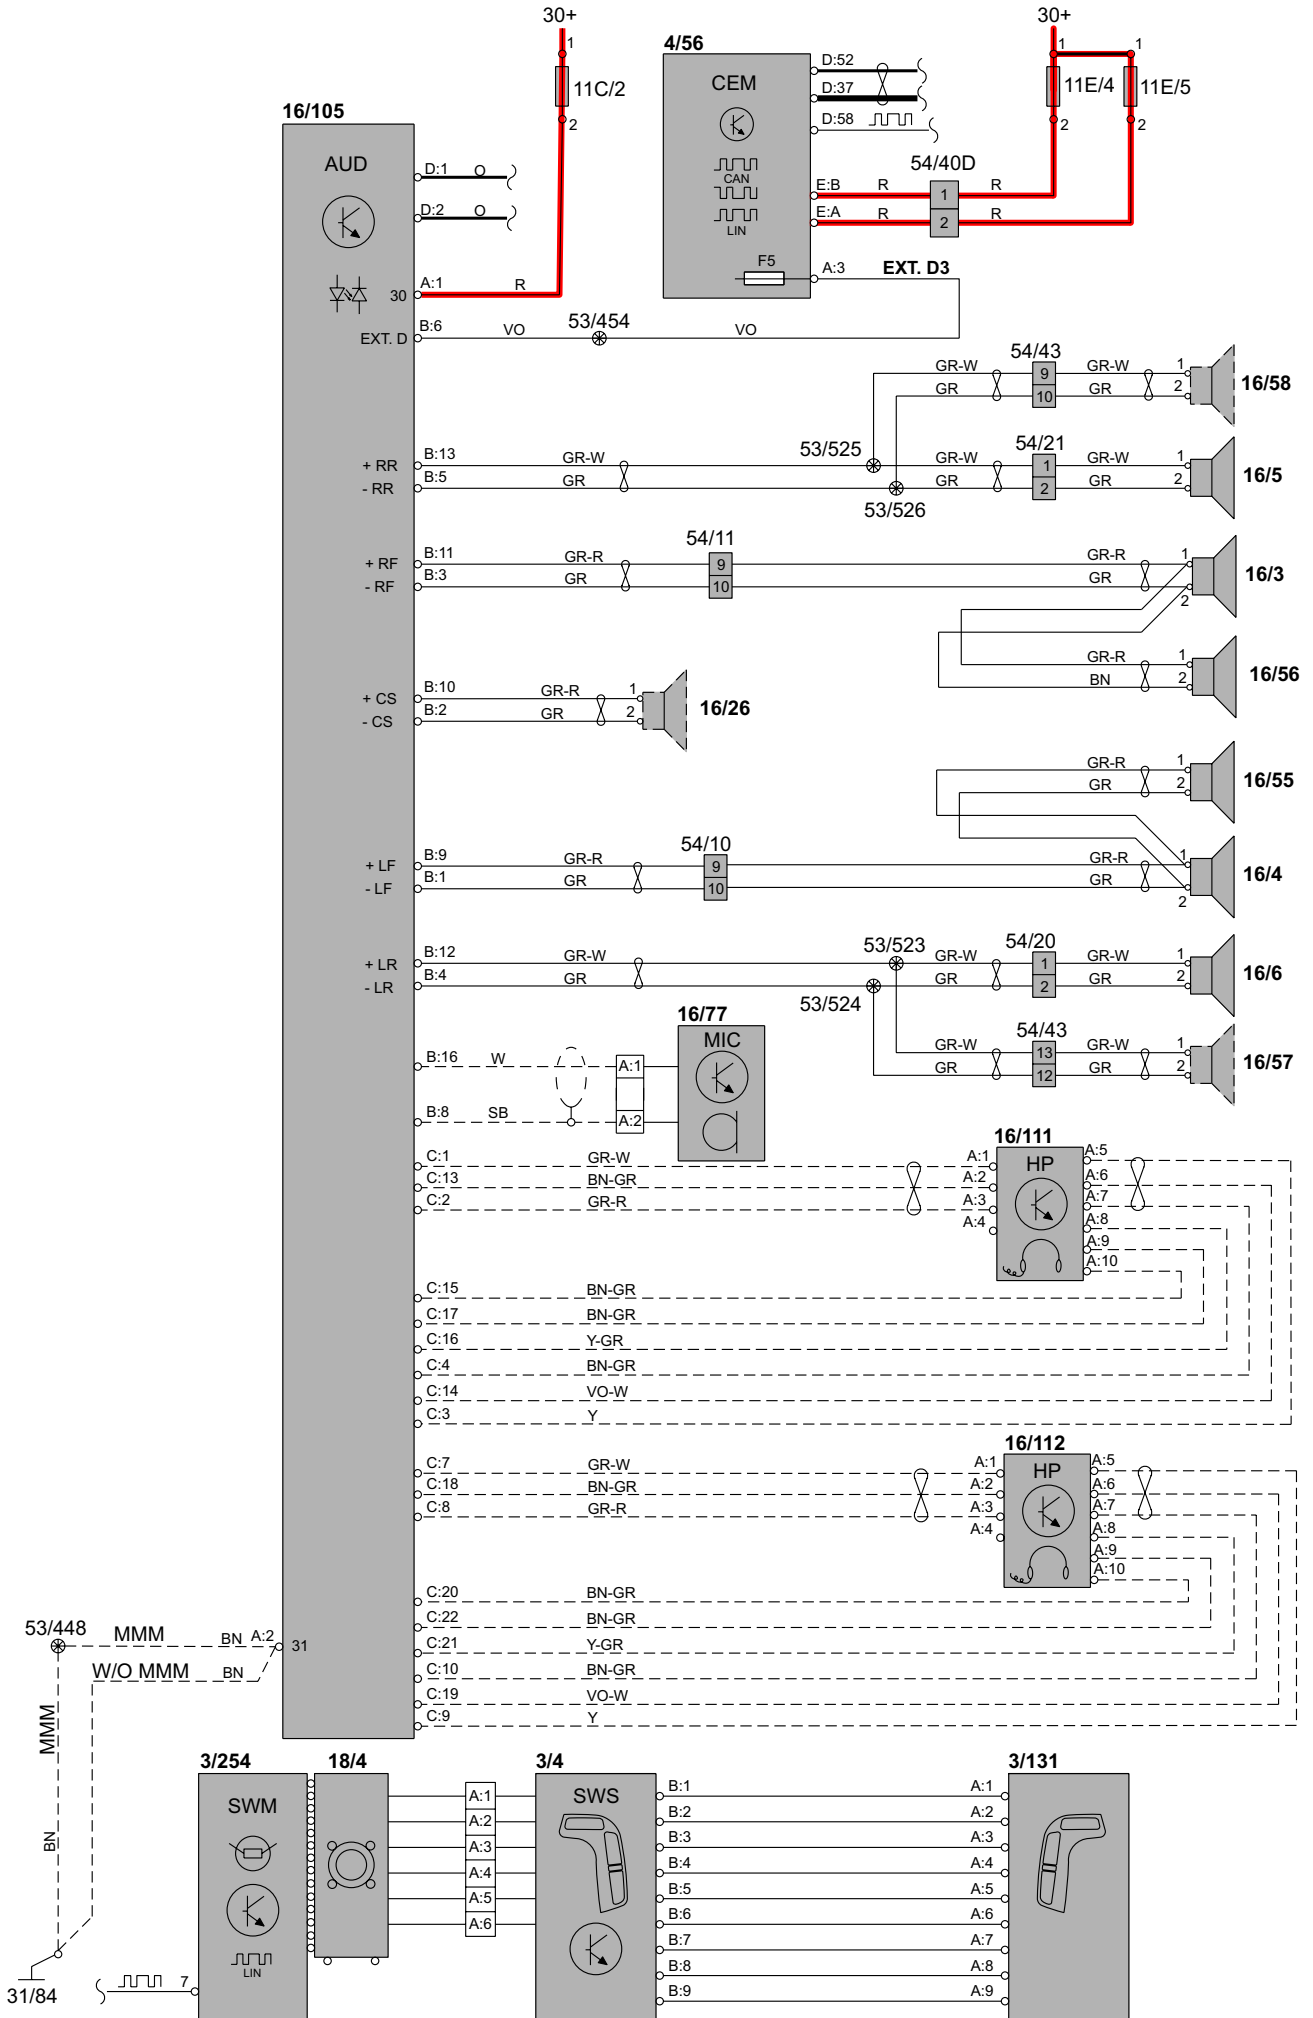 30+
30+
1
11C/2
2
4/56
CEM
CAN
LIN
F5
D:52
D:37
D:58
E:B R
E:A R
A:3 EXT. D3
54/40D
1
2
R
R
1
1
11E/4
11E/5
2
2
16/105
AUD
D:1 O
D:2 O
30 A:1 R
EXT. D B:6 VO 53/454 VO
54/43
GR-W 9 GR-W 1
GR 10 GR 2
16/58
53/525
54/21
+ RR B:13 GR-W GR-W 1 GR-W 1
- RR B:5 GR GR 2 GR 2
16/5
53/526
54/11
+ RF B:11 GR-R 9 GR-R 1
- RF B:3 GR 10 GR 2
16/3
GR-R 1
BN 2
16/56
+ CS B:10 GR-R 1
- CS B:2 GR 2
16/26
GR-R 1
GR 2
16/55
54/10
+ LF B:9 GR-R 9 GR-R 1
- LF B:1 GR 10 GR 2
16/4
53/523
54/20
+ LR B:12 GR-W GR-W 1 GR-W 1
- LR B:4 GR GR 2 GR 2
16/6
53/524
54/43
GR-W 13 GR-W 1
GR 12 GR 2
16/57
16/77
MIC
B:16 W A:1
B:8 SB A:2
16/111
HP
C:1 GR-W A:1
C:13 BN-GR A:2
C:2 GR-R A:3
A:4
A:5
A:6
A:7
A:8
A:9
A:10
C:15 BN-GR
C:17 BN-GR
C:16 Y-GR
C:4 BN-GR
C:14 VO-W
C:3 Y
16/112
HP
C:7 GR-W A:1
C:18 BN-GR A:2
C:8 GR-R A:3
A:4
A:5
A:6
A:7
A:8
A:9
A:10
C:20 BN-GR
C:22 BN-GR
C:21 Y-GR
C:10 BN-GR
C:19 VO-W
C:9 Y
53/448
MMM BN A:2 31
W/O MMM BN
MMM
BN
31/84
7
3/254
SWM
LIN
18/4
A:1
A:2
A:3
A:4
A:5
A:6
3/4
SWS
3/131
B:1 A:1
B:2 A:2
B:3 A:3
B:4 A:4
B:5 A:5
B:6 A:6
B:7 A:7
B:8 A:8
B:9 A:9